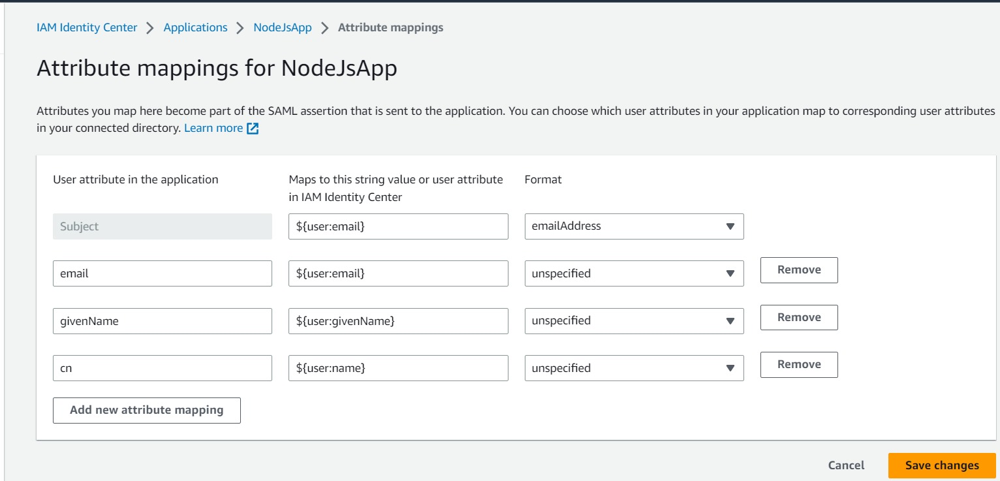 IAM Identity Center > Applications > NodeJsApp > Attribute mappings
Attribute mappings for NodeJsApp
Attributes you map here become part of the SAML assertion that is sent to the application. You can choose which user attributes in your application map to corresponding user attributes
in your connected directory. Learn more
User attribute in the application
Maps to this string value or user attribute
in IAM Identity Center
Format
Subject ${user:email} emailAddress
email ${user:email} unspecified Remove
givenName ${user:givenName} unspecified Remove
cn ${user:name} unspecified Remove
Add new attribute mapping
Cancel Save changes